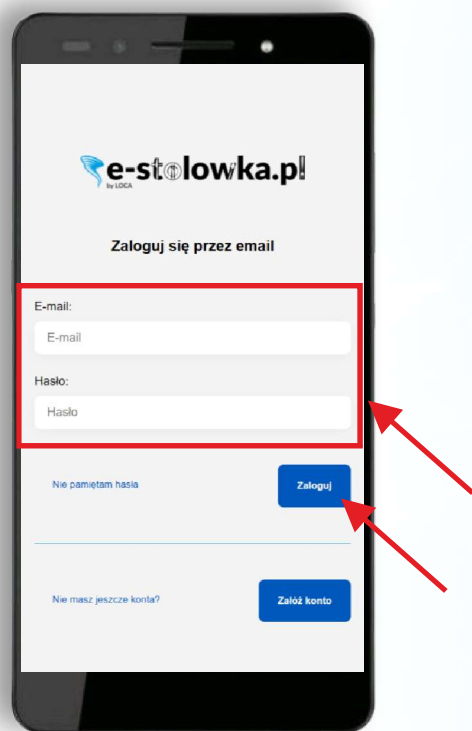 e-stolowka.pl
by LOCA
Zaloguj się przez email
E-mail:
E-mail
Hasło:
Hasło
Nie pamiętam hasła
Zaloguj
Nie masz jeszcze konta?
Załóż konto